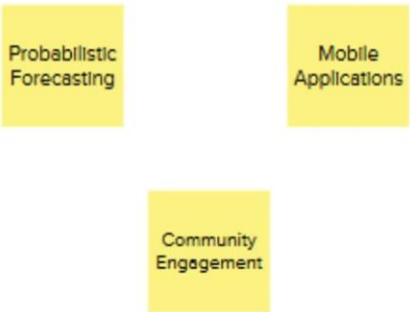 Probabilistic
Forecasting
Mobile
Applications
Community
Engagement